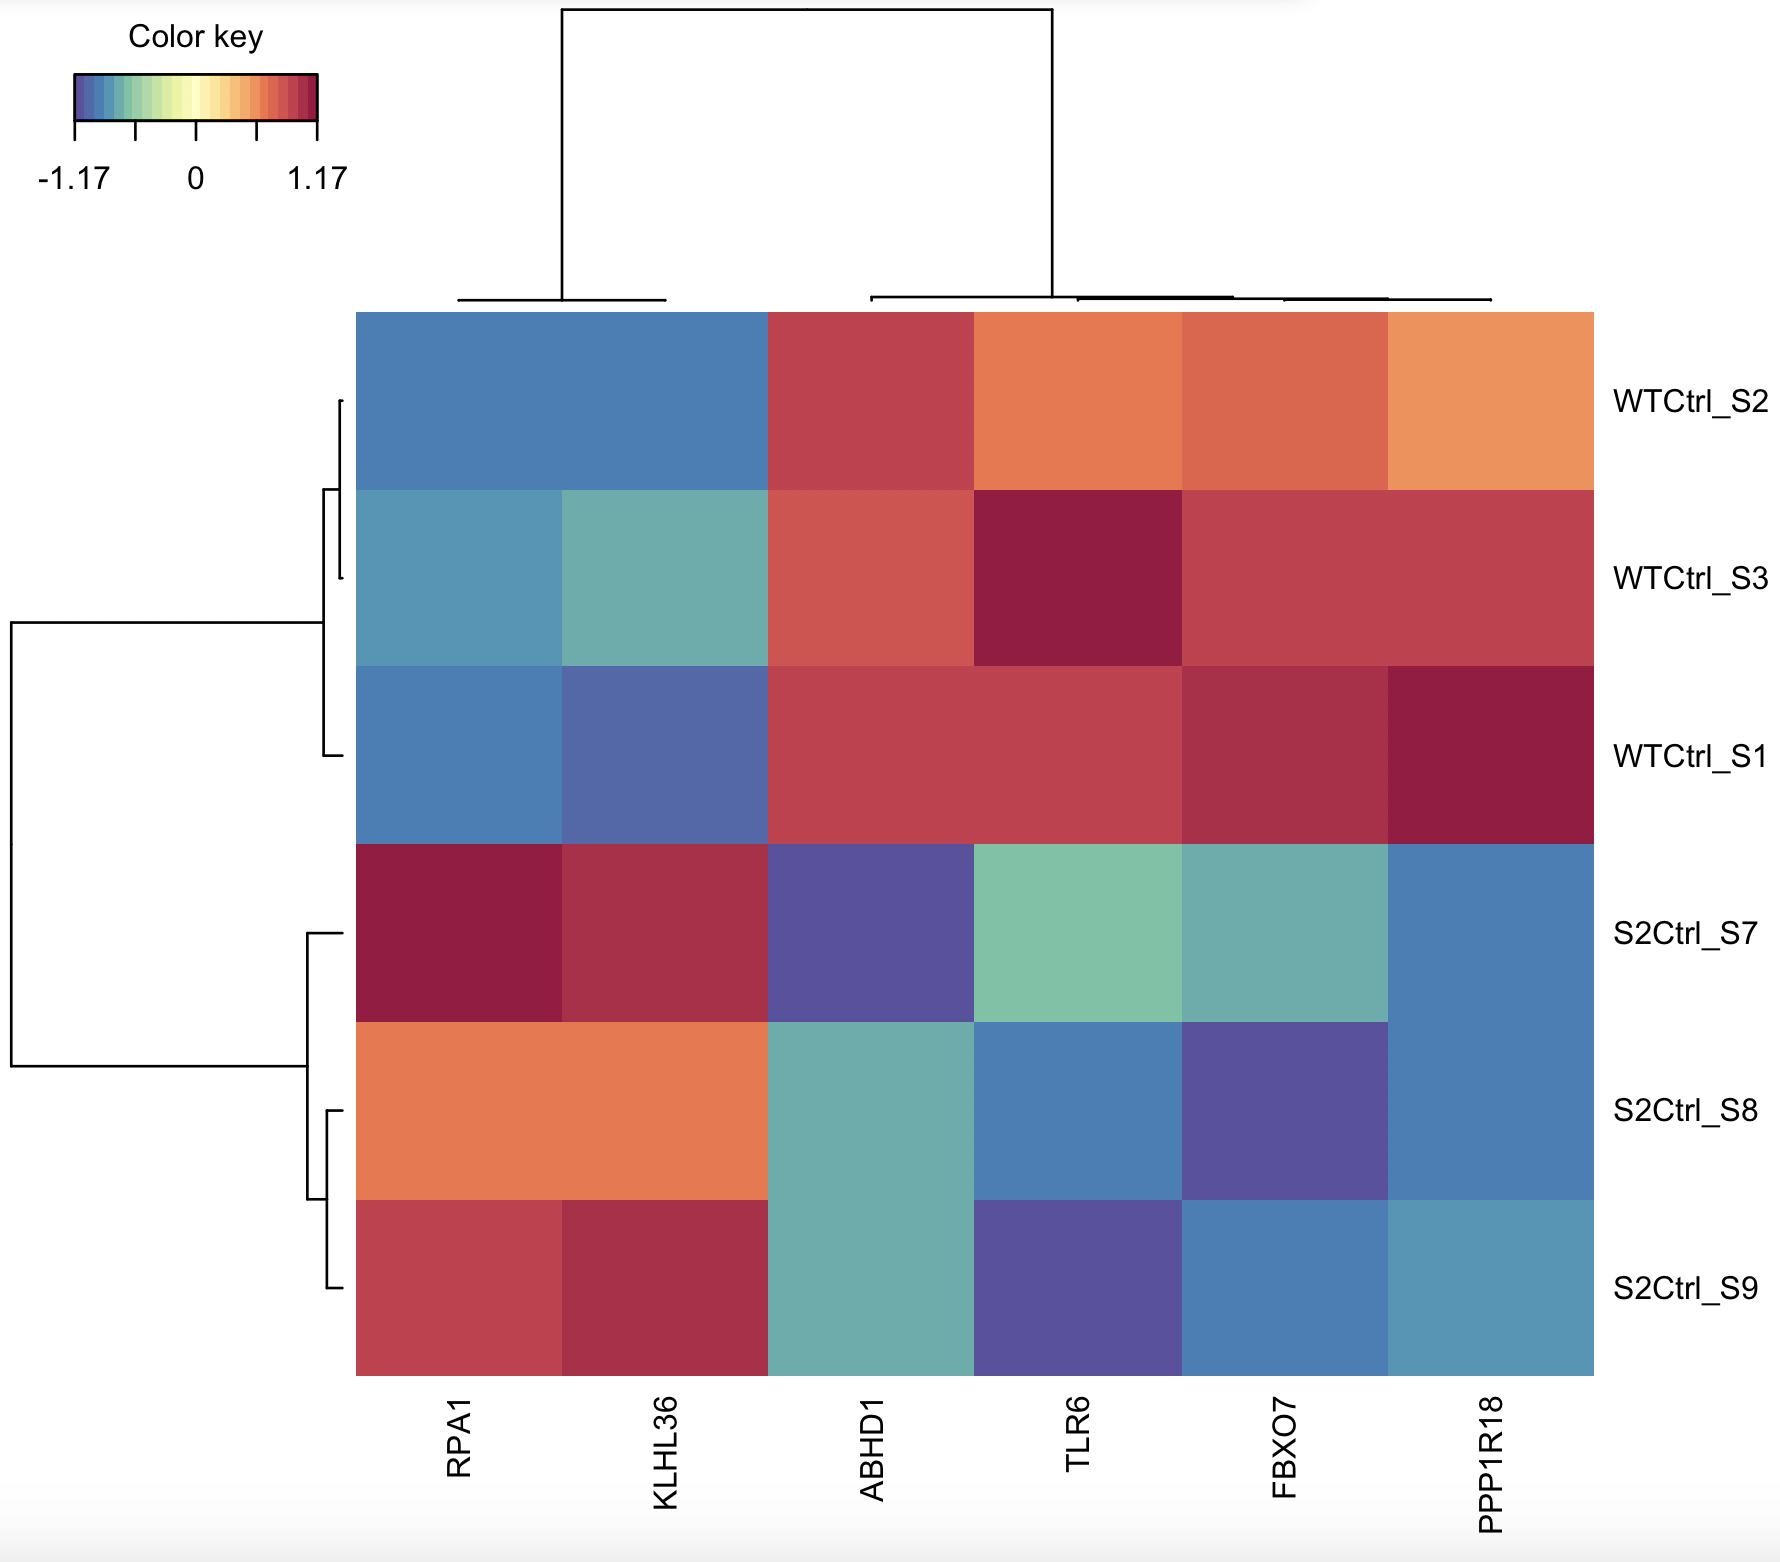 Color key
-1.17 0 1.17
WTCtrl_S2
WTCtrl_S3
WTCtrl_S1
S2Ctrl_S7
S2Ctrl_S8
S2Ctrl_S9
RPA1
KLHL36
ABHD1
TLR6
FBXO7
PPP1R18